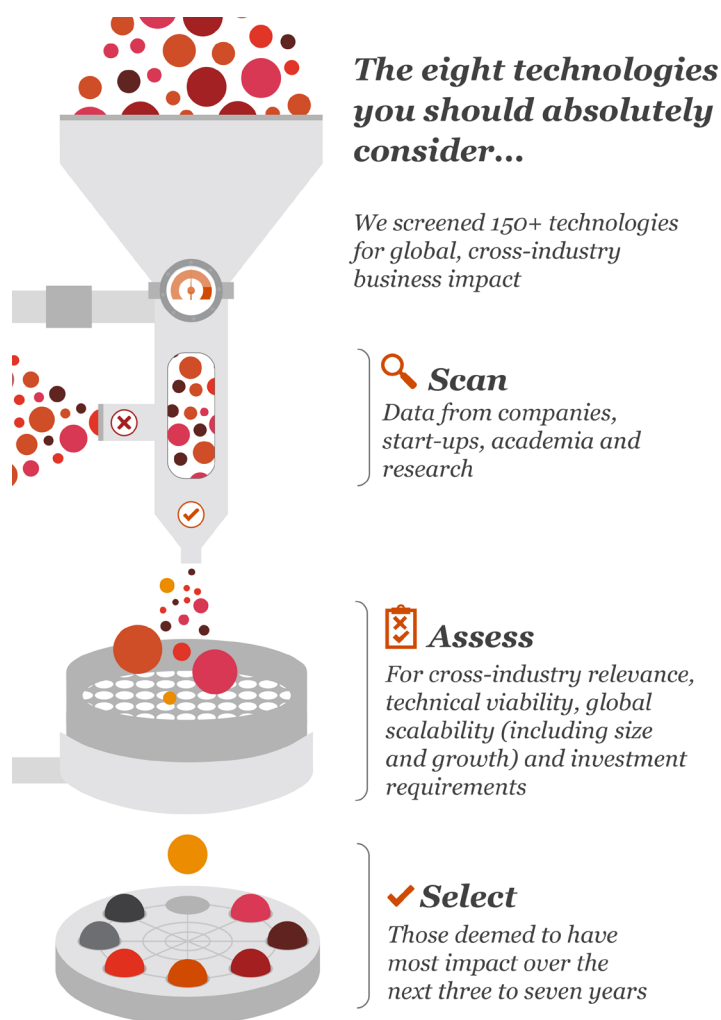 The eight technologies
you should absolutely
consider...
We screened 150+ technologies
for global, cross-industry
business impact
Scan
Data from companies,
start-ups, academia and
research
Assess
For cross-industry relevance,
technical viability, global
scalability (including size
and growth) and investment
requirements
Select
Those deemed to have
most impact over the
next three to seven years